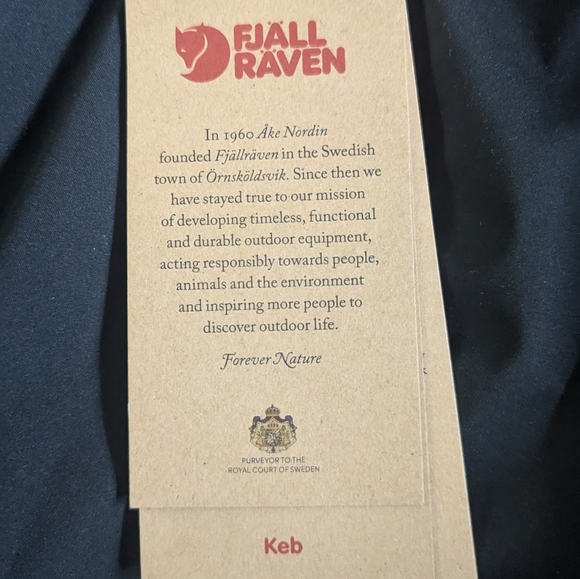 FJÄLL
RÄVEN
In 1960 Åke Nordin
founded Fjällräven in the Swedish
town of Örnsköldsvik. Since then we
have stayed true to our mission
of developing timeless, functional
and durable outdoor equipment,
acting responsibly towards people,
animals and the environment
and inspiring more people to
discover outdoor life.
Forever Nature
PURVEYOR TO THE
ROYAL COURT OF SWEDEN
Keb